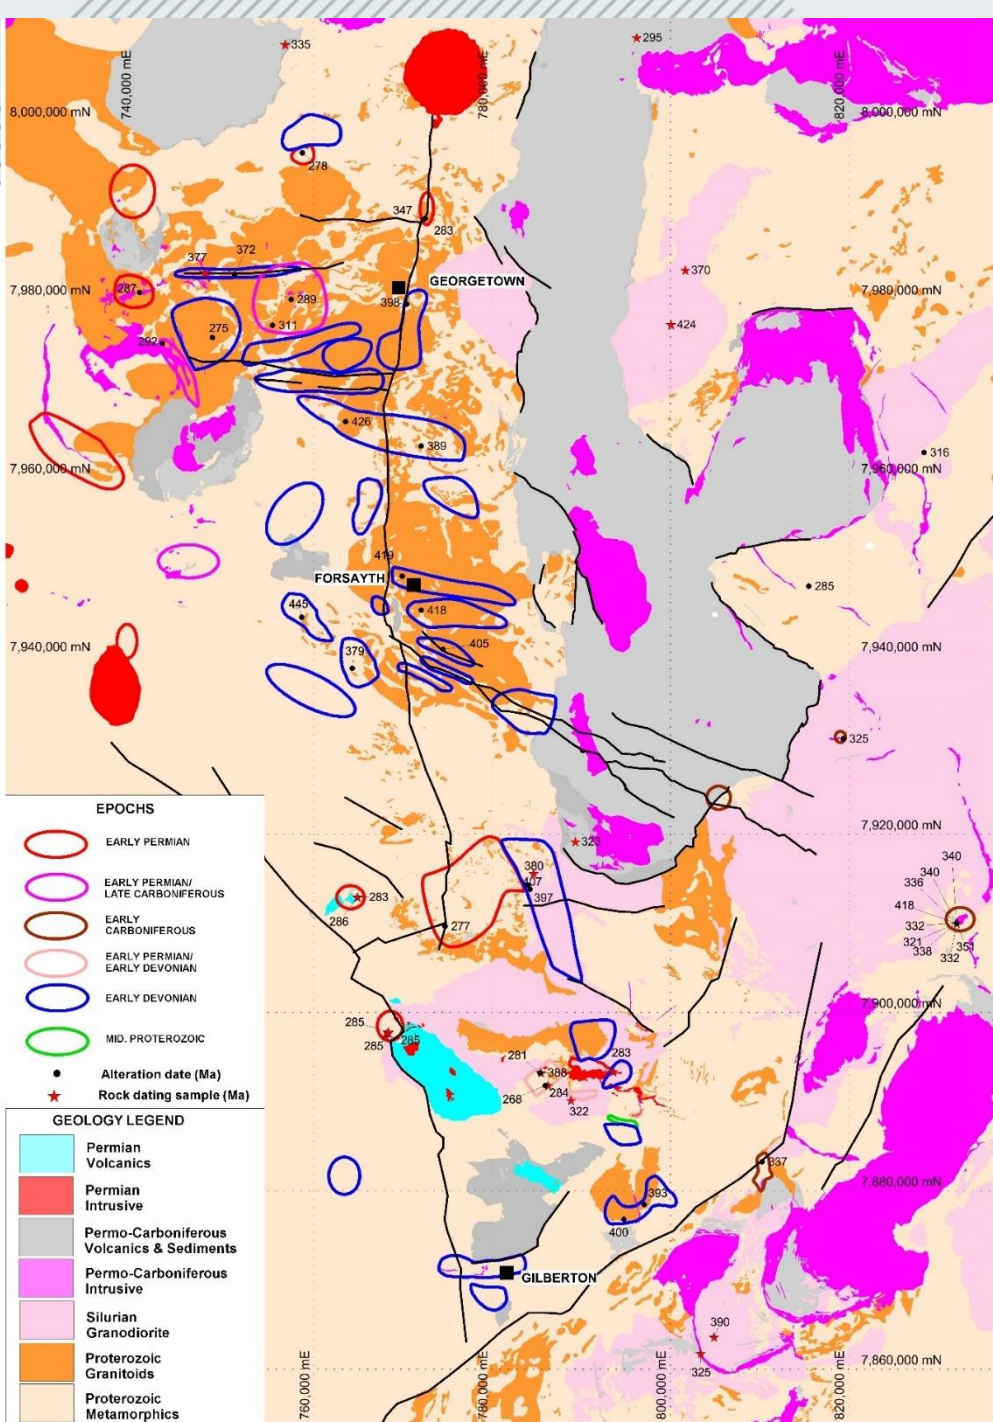 335
295
740,000 mE
780,000 mE
820,000 mE
8,000,000 mN
8,000,000 mN
278
347
283
377
372
370
GEORGETOWN
7,980,000 mN
287
289
398
7,980,000 mN
311
424
275
292
426
389
316
7,960,000 mN
7,960,000 mN
419
FORSAYTH
285
445
418
405
7,940,000 mN
379
7,940,000 mN
325
EPOCHS
EARLY PERMIAN
EARLY PERMIAN/
LATE CARBONIFEROUS
EARLY
CARBONIFEROUS
EARLY PERMIAN/
EARLY DEVONIAN
EARLY DEVONIAN
MID. PROTEROZOIC
Alteration date (Ma)
Rock dating sample (Ma)
7,920,000 mN
323
380
407
397
283
286
277
340
340
336
418
332
321
338
332
351
7,900,000 mN
285
285
285
281
388
283
268
284
322
337
7,880,000 mN
393
400
GILBERTON
390
325
7,860,000 mN
760,000 mE
780,000 mE
800,000 mE
820,000 mE
GEOLOGY LEGEND
Permian
Volcanics
Permian
Intrusive
Permo-Carboniferous
Volcanics & Sediments
Permo-Carboniferous
Intrusive
Silurian
Granodiorite
Proterozoic
Granitoids
Proterozoic
Metamorphics